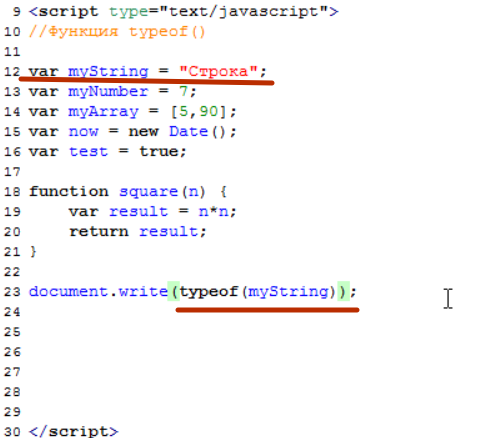 9 <script type="text/javascript">
10 //Функция typeof()
11
12 var myString = "Строка";
13 var myNumber = 7;
14 var myArray = [5,90];
15 var now = new Date();
16 var test = true;
17
18 function square(n) {
19     var result = n*n;
20     return result;
21 }
22
23 document.write(typeof(myString));
24
25
26
27
28
29
30 </script>